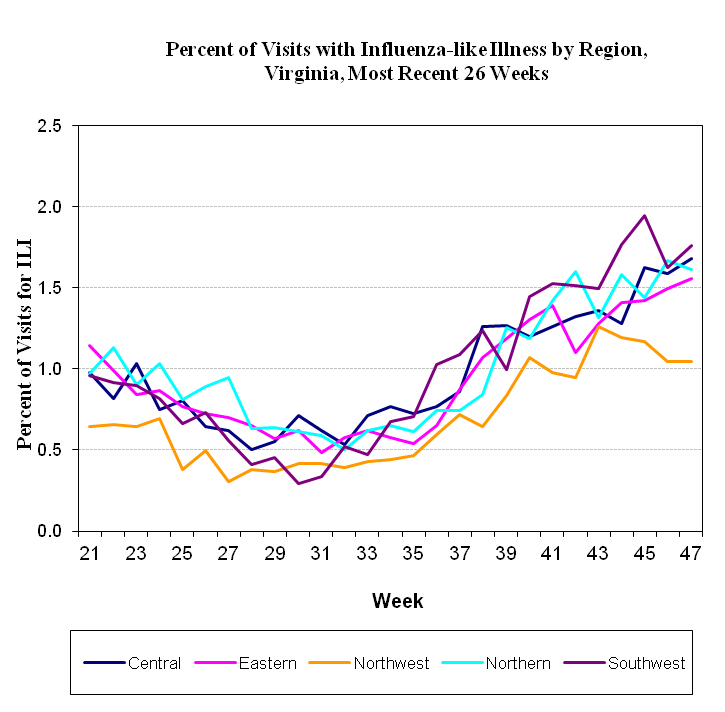 Percent of Visits with Influenza-like Illness by Region,
Virginia, Most Recent 26 Weeks
Percent of Visits for ILI
2.5
2.0
1.5
1.0
0.5
0.0
21 23 25 27 29 31 33 35 37 39 41 43 45 47
Week
Central Eastern Northwest Northern Southwest